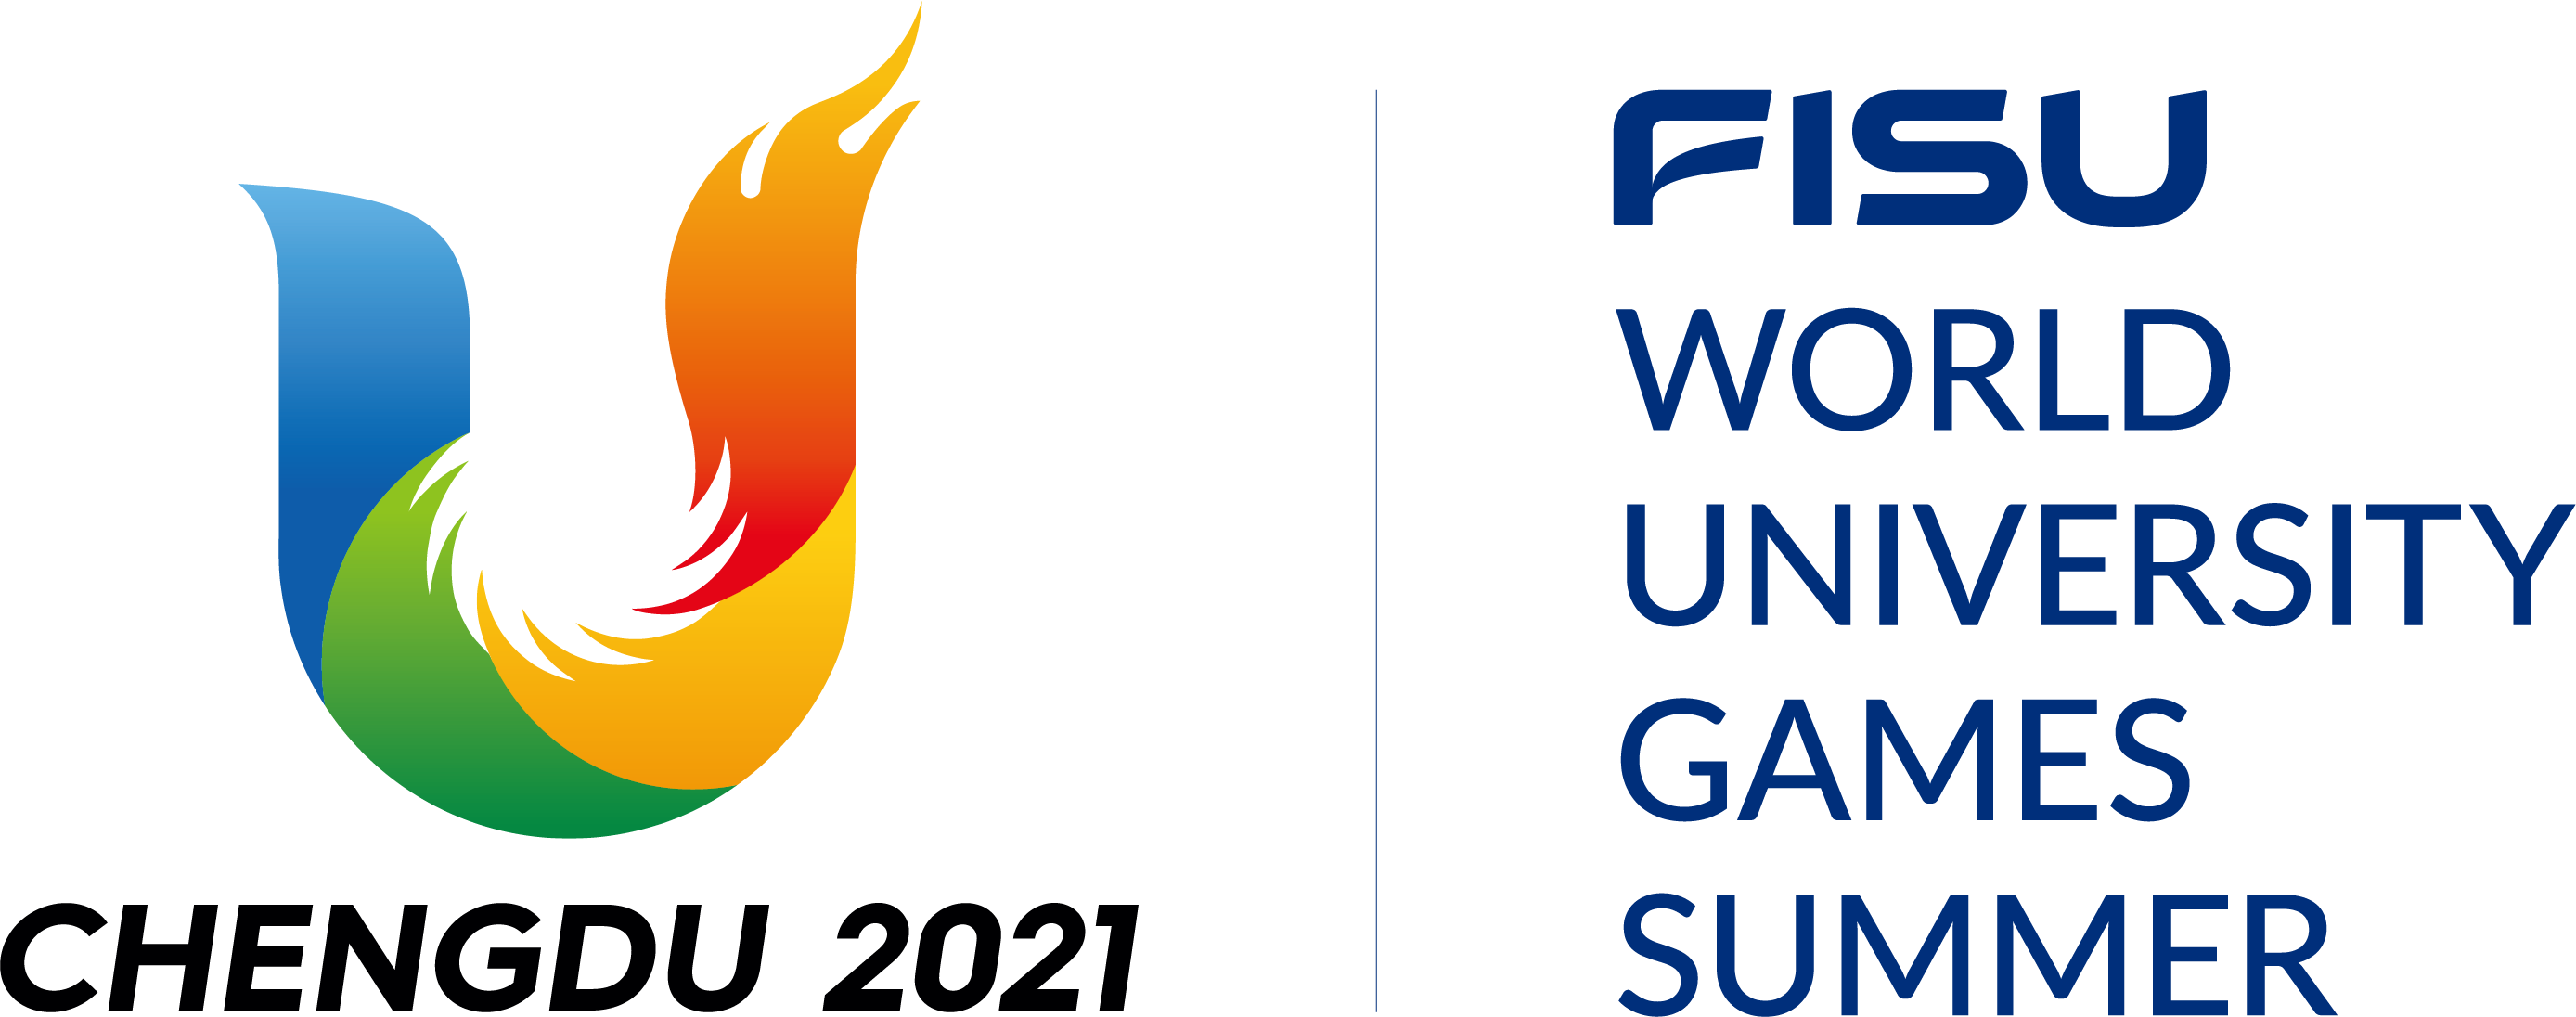 CHENGDU 2021
FISU
WORLD
UNIVERSITY
GAMES
SUMMER